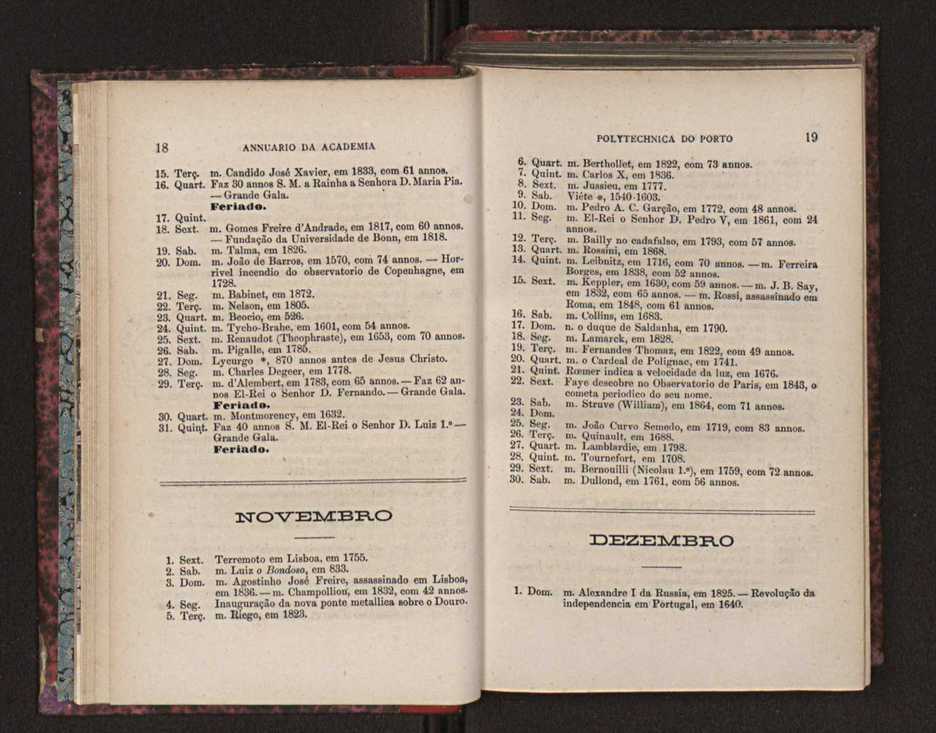 18 ANNUARIO DA ACADEMIA
15. Terç. m. Candido José Xavier, em 1833, com 61 annos.
16. Quart. Faz 30 annos S. M. a Rainha a Senhora D. Maria Pia.
— Grande Gala.
Feriado.
17. Quint.
18. Sext. m. Gomes Freire d'Andrade, em 1817, com 60 annos.
— Fundação da Universidade de Bonn, em 1818.
19. Sab. m. Talma, em 1826.
20. Dom. m. João de Barros, em 1570, com 74 annos. — Hor-
rivel incendio do observatorio de Copenhagne, em
1728.
21. Seg. m. Babinet, em 1872.
22. Terç. m. Nelson, em 1805.
23. Quart. m. Beocio, em 526.
24. Quint. m. Tycho-Brahe, em 1601, com 54 annos.
25. Sext. m. Renaudot (Theophraste), em 1653, com 70 annos.
26. Sab. m. Pigalle, em 1785.
27. Dom. Lycurgo *, 870 annos antes de Jesus Christo.
28. Seg. m. Charles Degeer, em 1778.
29. Terç. m. d'Alembert, em 1783, com 65 annos. — Faz 62 an-
nos El-Rei o Senhor D. Fernando. — Grande Gala.
Feriado.
30. Quart. m. Montmorency, em 1632.
31. Quint. Faz 40 annos S. M. El-Rei o Senhor D. Luiz 1.º —
Grande Gala.
Feriado.
NOVEMBRO
1. Sext. Terremoto em Lisboa, em 1755.
2. Sab. m. Luiz o Bondoso, em 833.
3. Dom. m. Agostinho José Freire, assassinado em Lisboa,
em 1836. — m. Champollion, em 1832, com 42 annos.
4. Seg. Inauguração da nova ponte metallica sobre o Douro.
5. Terç. m. Riego, em 1823.
POLYTECHNICA DO PORTO 19
6. Quart. m. Berthollet, em 1822, com 73 annos.
7. Quint. m. Carlos X, em 1836.
8. Sext. m. Jussieu, em 1777.
9. Sab. Viéte *, 1540-1603.
10. Dom. m. Pedro A. C. Garção, em 1772, com 48 annos.
11. Seg. m. El-Rei o Senhor D. Pedro V, em 1861, com 24
annos.
12. Terç. m. Bailly no cadafalso, em 1793, com 57 annos.
13. Quart. m. Rossini, em 1868.
14. Quint. m. Leibnitz, em 1716, com 70 annos. — m. Ferreira
Borges, em 1838, com 52 annos.
15. Sext. m. Keppler, em 1630, com 59 annos. — m. J. B. Say,
em 1832, com 65 annos. — m. Rossi, assassinado em
Roma, em 1848, com 61 annos.
16. Sab. m. Collins, em 1683.
17. Dom. n. o duque de Saldanha, em 1790.
18. Seg. m. Lamarck, em 1828.
19. Terç. m. Fernandes Thomaz, em 1822, com 49 annos.
20. Quart. m. o Cardeal de Polignac, em 1741.
21. Quint. Rœmer indica a velocidade da luz, em 1676.
22. Sext. Faye descobre no Observatorio de Paris, em 1843, o
cometa periodico do seu nome.
23. Sab. m. Struve (William), em 1864, com 71 annos.
24. Dom.
25. Seg. m. João Curvo Semedo, em 1719, com 83 annos.
26. Terç. m. Quinault, em 1688.
27. Quart. m. Lamblardie, em 1798.
28. Quint. m. Tournefort, em 1708.
29. Sext. m. Bernouilli (Nicolau 1.º), em 1759, com 72 annos.
30. Sab. m. Dullond, em 1761, com 56 annos.
DEZEMBRO
1. Dom. m. Alexandre I da Russia, em 1825. — Revolução da
independencia em Portugal, em 1640.